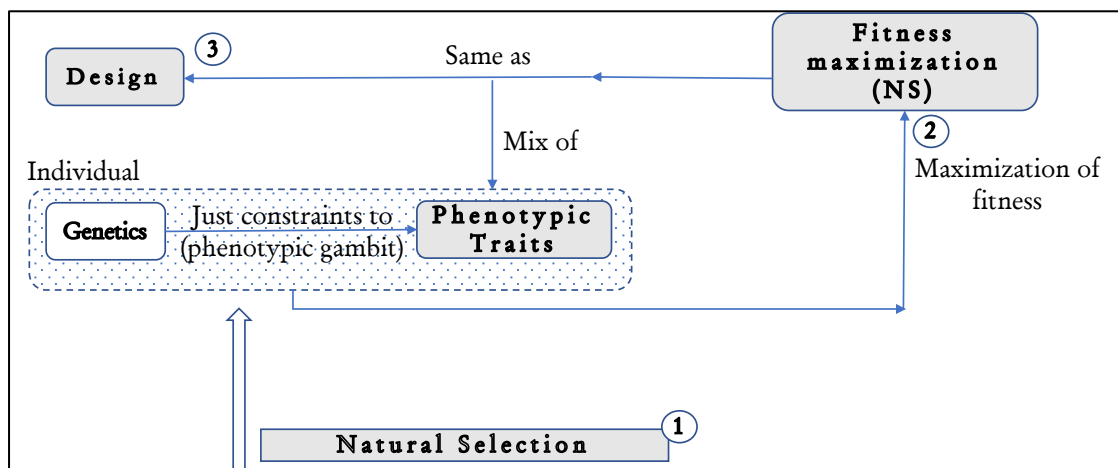 3
Design
Same as
Fitness
maximization
(NS)
2
Mix of
Maximization of
fitness
Individual
Genetics
Just constraints to
(phenotypic gambit)
Phenotypic
Traits
Natural Selection
1